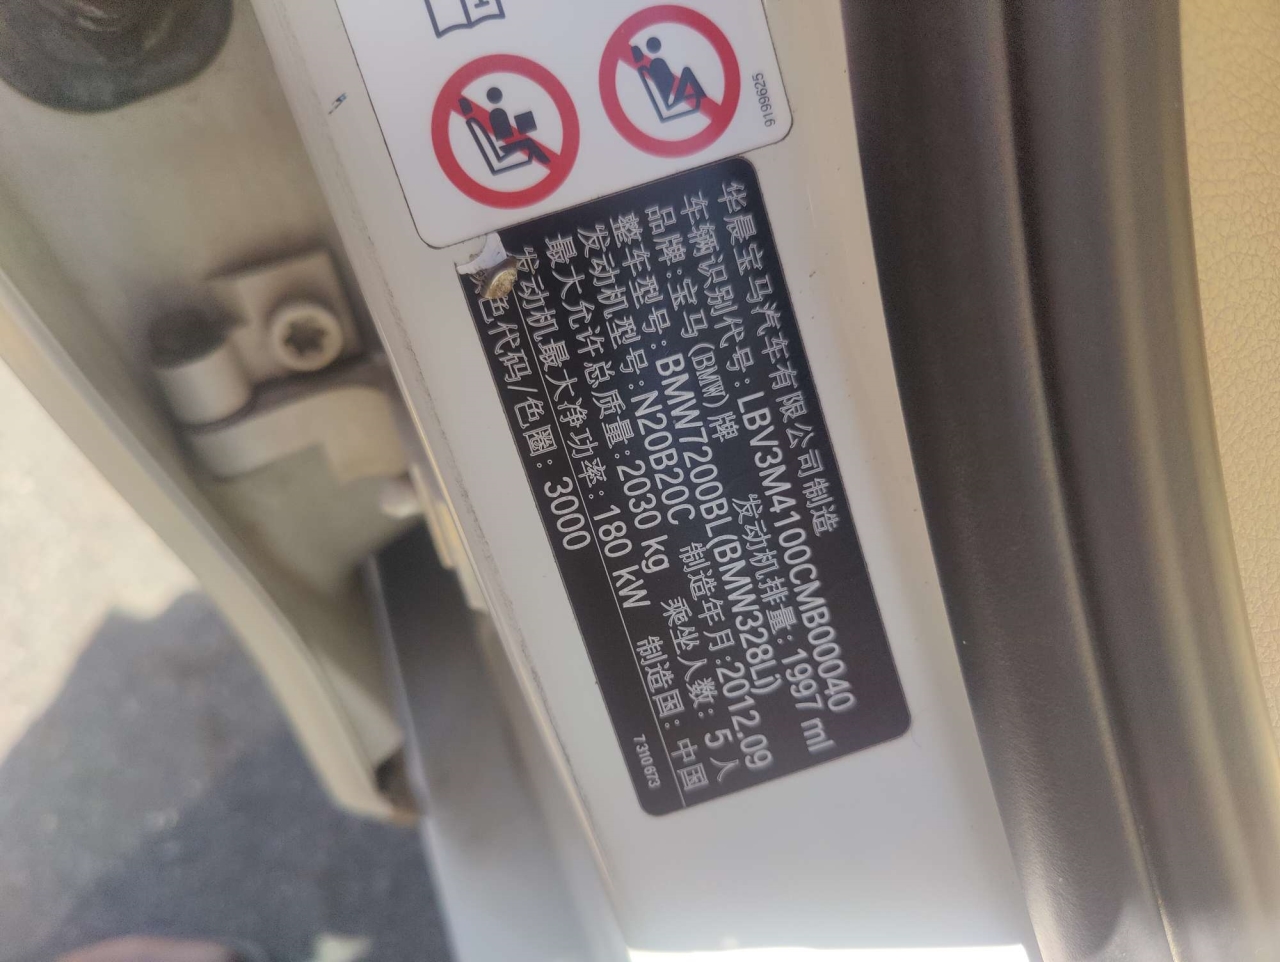 9199625
华晨宝马汽车有限公司制造
车辆识别代号:LBV3M4100CMB00040
品牌:宝马(BMW)牌 发动机排量:1997 ml
整车型号:BMW7200BL(BMW328Li)
发动机型号:N20B20C 制造年月:2012.09
最大允许总质量:2030 kg 乘坐人数:5人
发动机最大净功率:180 kW 制造国:中国
色代码/色圈:3000
7310673